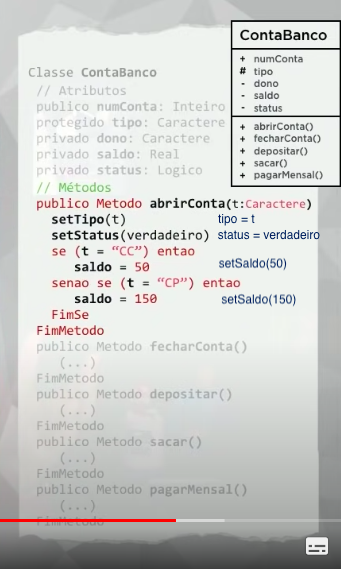 ContaBanco
+ numConta
# tipo
- dono
- saldo
- status
+ abrirConta()
+ fecharConta()
+ depositar()
+ sacar()
+ pagarMensal()
Classe ContaBanco
// Atributos
publico numConta: Inteiro
protegido tipo: Caractere
privado dono: Caractere
privado saldo: Real
privado status: Logico
// Métodos
publico Metodo abrirConta(t:Caractere)
setTipo(t) tipo = t
setStatus(verdadeiro) status = verdadeiro
se (t = “CC”) entao
saldo = 50 setSaldo(50)
senao se (t = “CP”) entao
saldo = 150 setSaldo(150)
FimSe
FimMetodo
publico Metodo fecharConta()
(...)
FimMetodo
publico Metodo depositar()
(...)
FimMetodo
publico Metodo sacar()
(...)
FimMetodo
publico Metodo pagarMensal()
(...)
FimMetodo